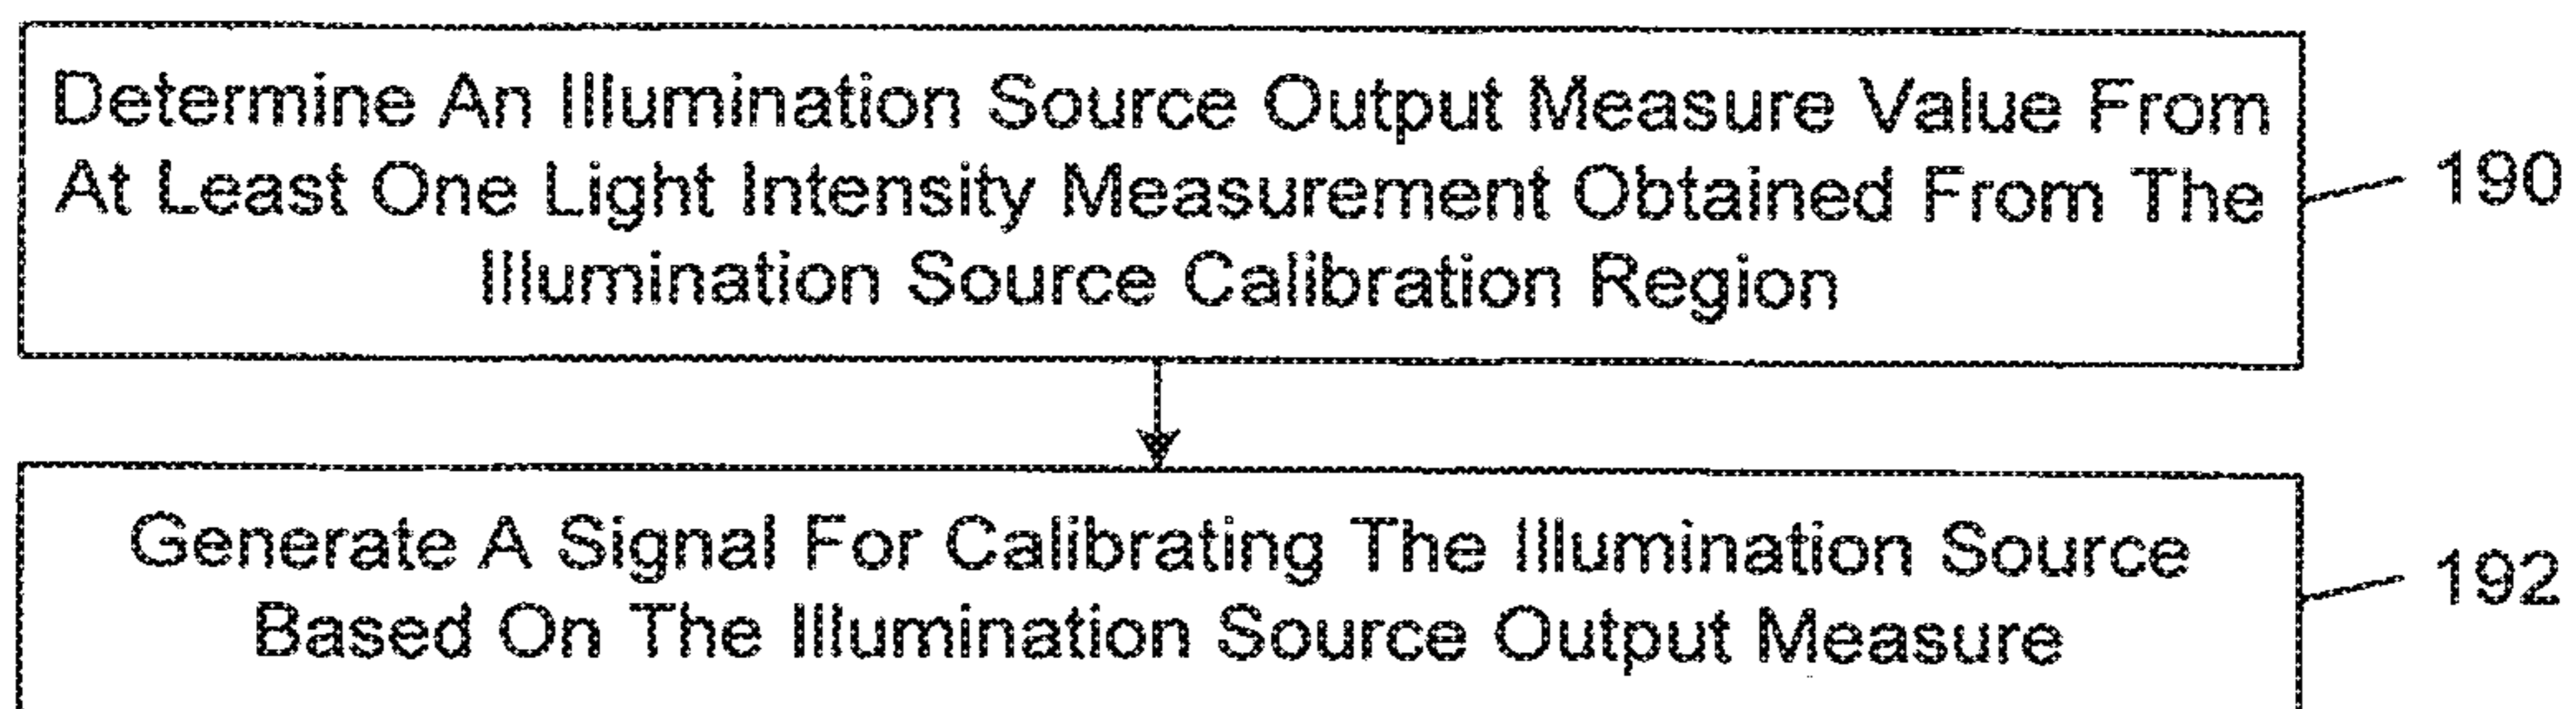 Determine An Illumination Source Output Measure Value From
At Least One Light Intensity Measurement Obtained From The
Illumination Source Calibration Region
190
Generate A Signal For Calibrating The Illumination Source
Based On The Illumination Source Output Measure
192